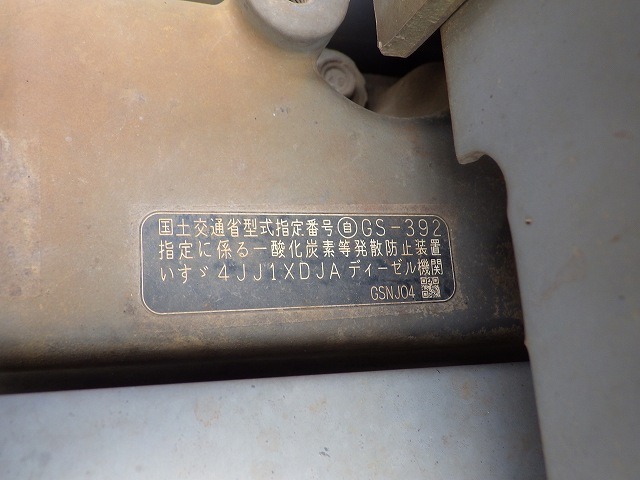 国土交通省型式指定番号㊀GS-392
指定に係る一酸化炭素等発散防止装置
いすゞ4JJ1XDJAディーゼル機関
GSNJ04